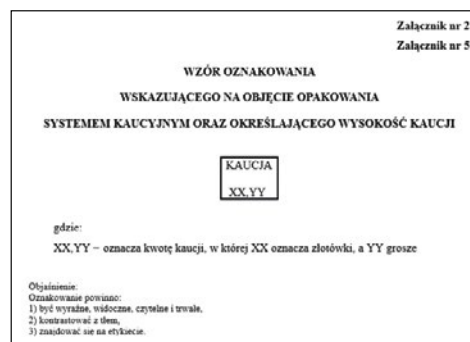 Załącznik nr 2
Załącznik nr 5
WZÓR OZNAKOWANIA
WSKAZUJĄCEGO NA OBJĘCIE OPAKOWANIA
SYSTEMEM KAUCYJNYM ORAZ OKREŚLAJĄCEGO WYSOKOŚĆ KAUCJI
KAUCJA
XX,YY
gdzie:
XX,YY – oznacza kwotę kaucji, w której XX oznacza złotówki, a YY grosze
Objaśnienie:
Oznakowanie powinno:
1) być wyraźne, widoczne, czytelne i trwałe,
2) kontrastować z tłem,
3) znajdować się na etykiecie.